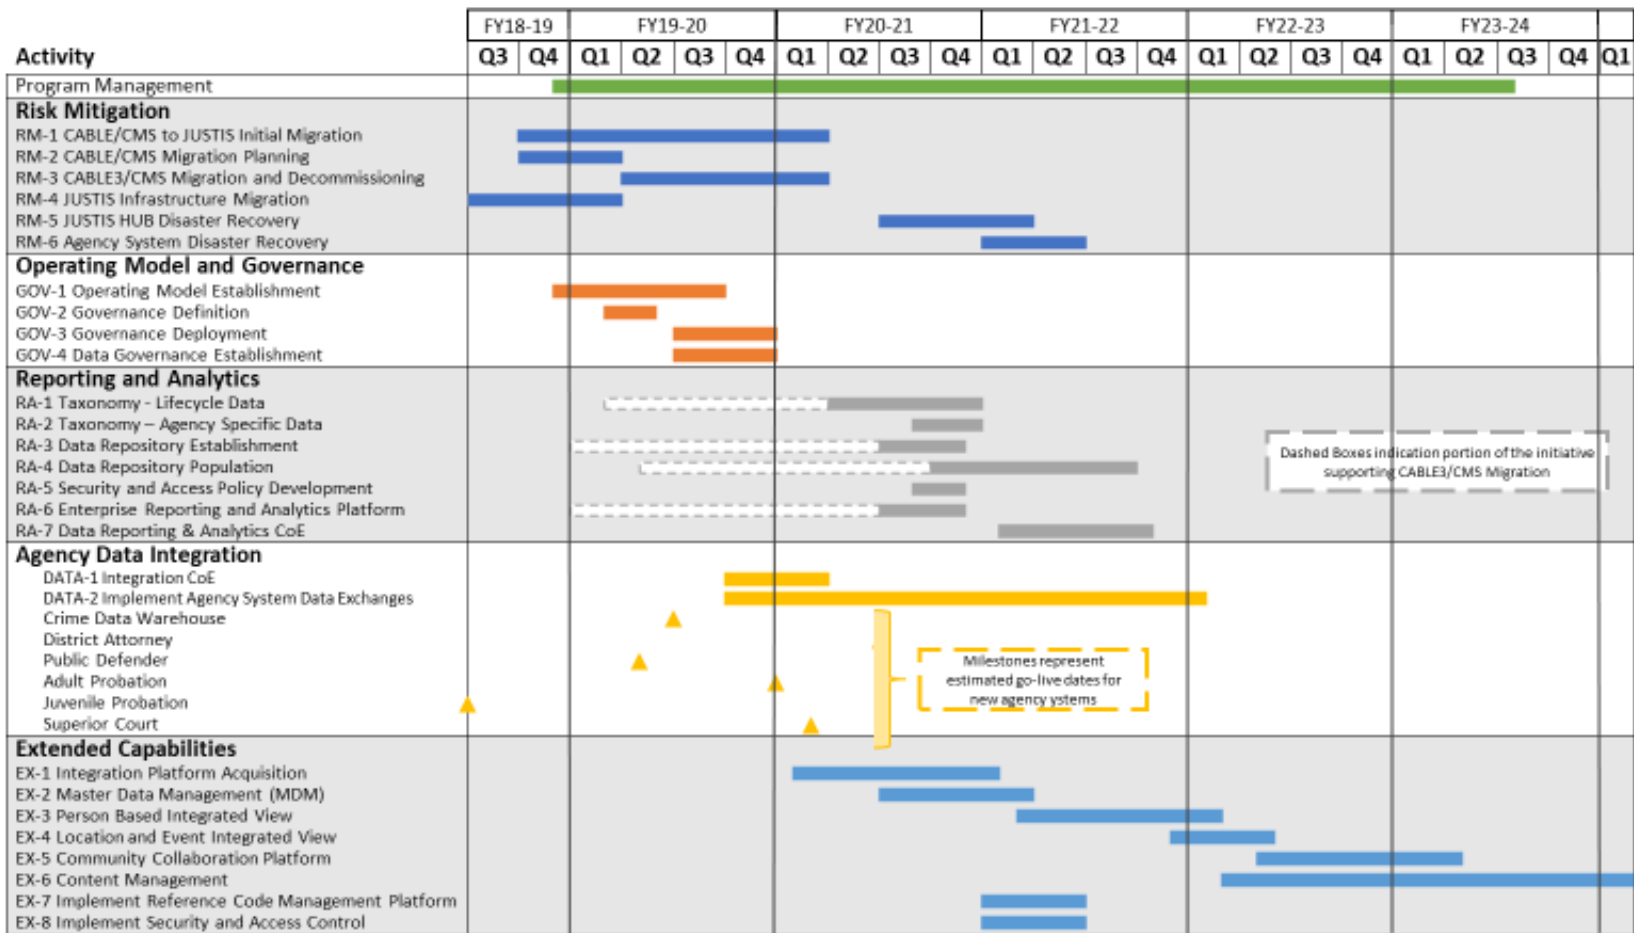 FY18-19 FY19-20 FY20-21 FY21-22 FY22-23 FY23-24
Activity Q3 Q4 Q1 Q2 Q3 Q4 Q1 Q2 Q3 Q4 Q1 Q2 Q3 Q4 Q1 Q2 Q3 Q4 Q1 Q2 Q3 Q4 Q1
Program Management
Risk Mitigation
RM-1 CABLE/CMS to JUSTIS Initial Migration
RM-2 CABLE/CMS Migration Planning
RM-3 CABLE3/CMS Migration and Decommissioning
RM-4 JUSTIS Infrastructure Migration
RM-5 JUSTIS HUB Disaster Recovery
RM-6 Agency System Disaster Recovery
Operating Model and Governance
GOV-1 Operating Model Establishment
GOV-2 Governance Definition
GOV-3 Governance Deployment
GOV-4 Data Governance Establishment
Reporting and Analytics
RA-1 Taxonomy - Lifecycle Data
RA-2 Taxonomy – Agency Specific Data
RA-3 Data Repository Establishment
RA-4 Data Repository Population
RA-5 Security and Access Policy Development
RA-6 Enterprise Reporting and Analytics Platform
RA-7 Data Reporting & Analytics CoE
Dashed Boxes indication portion of the initiative
supporting CABLE3/CMS Migration
Agency Data Integration
DATA-1 Integration CoE
DATA-2 Implement Agency System Data Exchanges
Crime Data Warehouse
District Attorney
Public Defender
Adult Probation
Juvenile Probation
Superior Court
Milestones represent
estimated go-live dates for
new agency ystems
Extended Capabilities
EX-1 Integration Platform Acquisition
EX-2 Master Data Management (MDM)
EX-3 Person Based Integrated View
EX-4 Location and Event Integrated View
EX-5 Community Collaboration Platform
EX-6 Content Management
EX-7 Implement Reference Code Management Platform
EX-8 Implement Security and Access Control